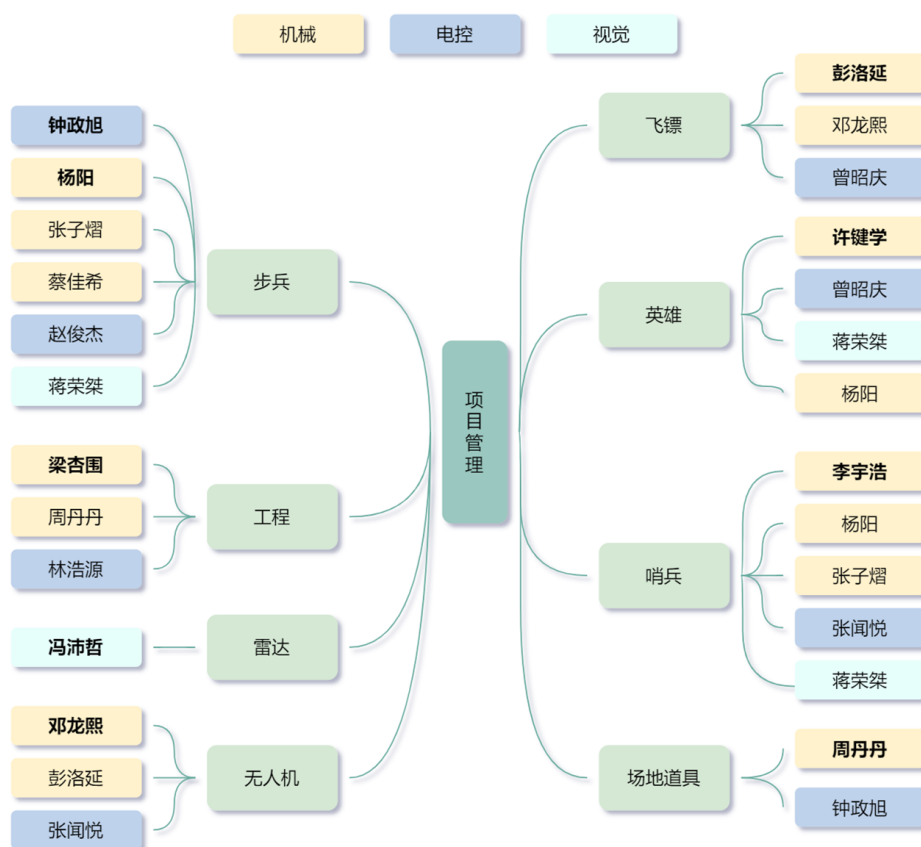 机械
电控
视觉
钟政旭
杨阳
张子熠
蔡佳希
赵俊杰
蒋荣桀
步兵
梁杏围
周丹丹
林浩源
工程
冯沛哲
雷达
邓龙熙
彭洛延
张闻悦
无人机
项目管理
飞镖
彭洛延
邓龙熙
曾昭庆
英雄
许键学
曾昭庆
蒋荣桀
杨阳
哨兵
李宇浩
杨阳
张子熠
张闻悦
蒋荣桀
场地道具
周丹丹
钟政旭